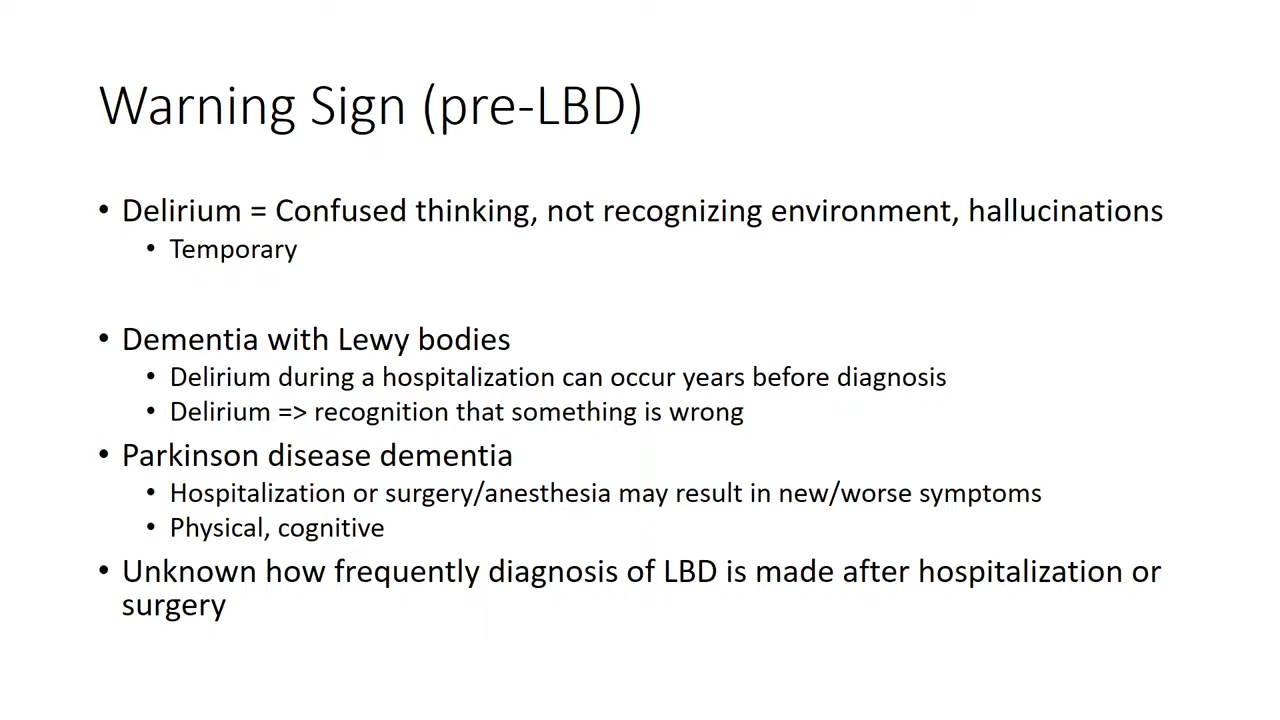 Warning Sign (pre-LBD)
• Delirium = Confused thinking, not recognizing environment, hallucinations
• Temporary
• Dementia with Lewy bodies
• Delirium during a hospitalization can occur years before diagnosis
• Delirium => recognition that something is wrong
• Parkinson disease dementia
• Hospitalization or surgery/anesthesia may result in new/worse symptoms
• Physical, cognitive
• Unknown how frequently diagnosis of LBD is made after hospitalization or
surgery